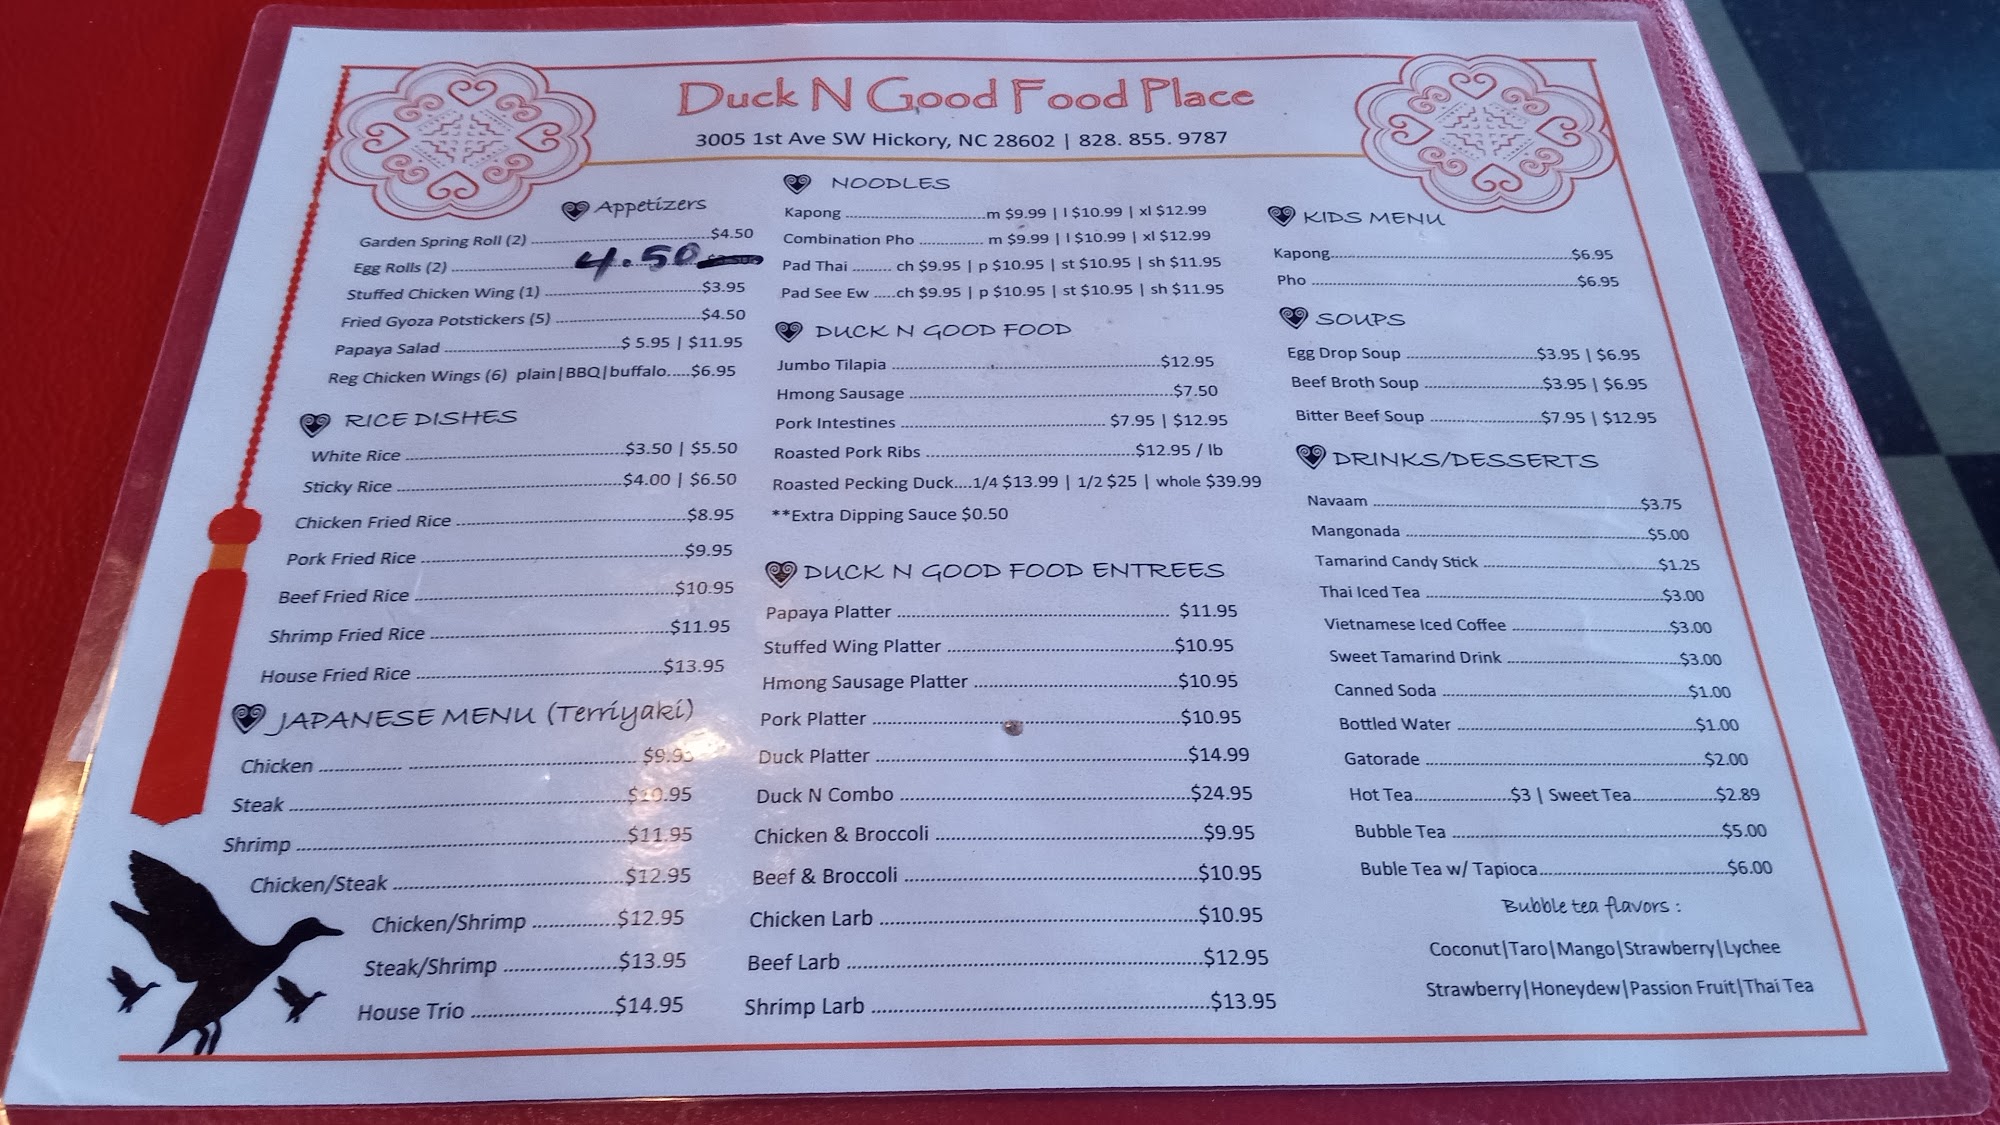 Duck N Good Food Place
3005 1st Ave SW Hickory, NC 28602 | 828. 855. 9787
Appetizers
Garden Spring Roll (2) ........ $4.50
Egg Rolls (2) ........ 4.50
Stuffed Chicken Wing (1) ........ $3.95
Fried Gyoza Potstickers (5) ........ $4.50
Papaya Salad ........ $ 5.95 | $11.95
Reg Chicken Wings (6) plain|BBQ|buffalo.....$6.95
RICE DISHES
White Rice ........ $3.50 | $5.50
Sticky Rice ........ $4.00 | $6.50
Chicken Fried Rice ........ $8.95
Pork Fried Rice ........ $9.95
Beef Fried Rice ........ $10.95
Shrimp Fried Rice ........ $11.95
House Fried Rice ........ $13.95
JAPANESE MENU (Terriyaki)
Chicken ........ $9.95
Steak ........ $10.95
Shrimp ........ $11.95
Chicken/Steak ........ $12.95
Chicken/Shrimp ........ $12.95
Steak/Shrimp ........ $13.95
House Trio ........ $14.95
NOODLES
Kapong ........ m $9.99 | l $10.99 | xl $12.99
Combination Pho ........ m $9.99 | l $10.99 | xl $12.99
Pad Thai ........ ch $9.95 | p $10.95 | st $10.95 | sh $11.95
Pad See Ew .....ch $9.95 | p $10.95 | st $10.95 | sh $11.95
DUCK N GOOD FOOD
Jumbo Tilapia ........ $12.95
Hmong Sausage ........ $7.50
Pork Intestines ........ $7.95 | $12.95
Roasted Pork Ribs ........ $12.95 / lb
Roasted Pecking Duck....1/4 $13.99 | 1/2 $25 | whole $39.99
**Extra Dipping Sauce $0.50
DUCK N GOOD FOOD ENTREES
Papaya Platter ........ $11.95
Stuffed Wing Platter ........ $10.95
Hmong Sausage Platter ........ $10.95
Pork Platter ........ $10.95
Duck Platter ........ $14.99
Duck N Combo ........ $24.95
Chicken & Broccoli ........ $9.95
Beef & Broccoli ........ $10.95
Chicken Larb ........ $10.95
Beef Larb ........ $12.95
Shrimp Larb ........ $13.95
KIDS MENU
Kapong........ $6.95
Pho ........ $6.95
SOUPS
Egg Drop Soup ........ $3.95 | $6.95
Beef Broth Soup ........ $3.95 | $6.95
Bitter Beef Soup ........ $7.95 | $12.95
DRINKS/DESSERTS
Navaam ........ $3.75
Mangonada ........ $5.00
Tamarind Candy Stick ........ $1.25
Thai Iced Tea ........ $3.00
Vietnamese Iced Coffee ........ $3.00
Sweet Tamarind Drink ........ $3.00
Canned Soda ........ $1.00
Bottled Water ........ $1.00
Gatorade ........ $2.00
Hot Tea........ $3 | Sweet Tea........ $2.89
Bubble Tea ........ $5.00
Buble Tea w/ Tapioca........ $6.00
Bubble tea flavors :
Coconut|Taro|Mango|Strawberry|Lychee
Strawberry|Honeydew|Passion Fruit|Thai Tea